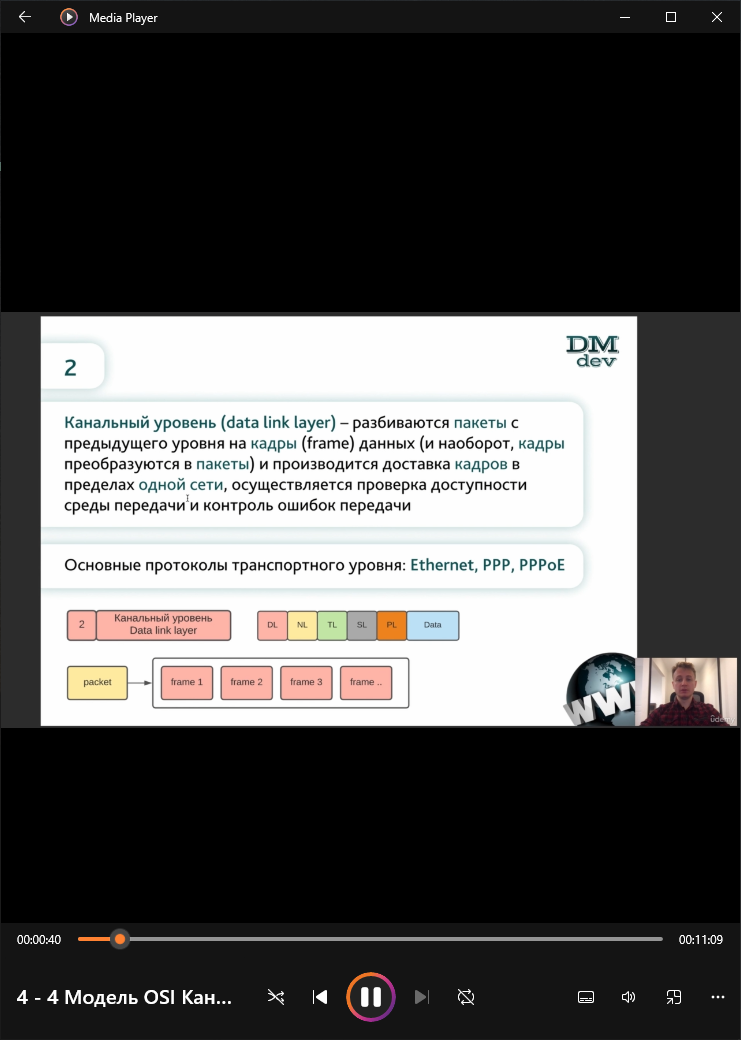 Media Player
DM
dev
2
Канальный уровень (data link layer) – разбиваются пакеты с
предыдущего уровня на кадры (frame) данных (и наоборот, кадры
преобразуются в пакеты) и производится доставка кадров в
пределах одной сети, осуществляется проверка доступности
среды передачи и контроль ошибок передачи
Основные протоколы транспортного уровня: Ethernet, PPP, PPPoE
2 Канальный уровень
Data link layer
DL NL TL SL PL Data
packet frame 1 frame 2 frame 3 frame ..
WWW
ûdemy
00:00:40 00:11:09
4 - 4 Модель OSI Кан...